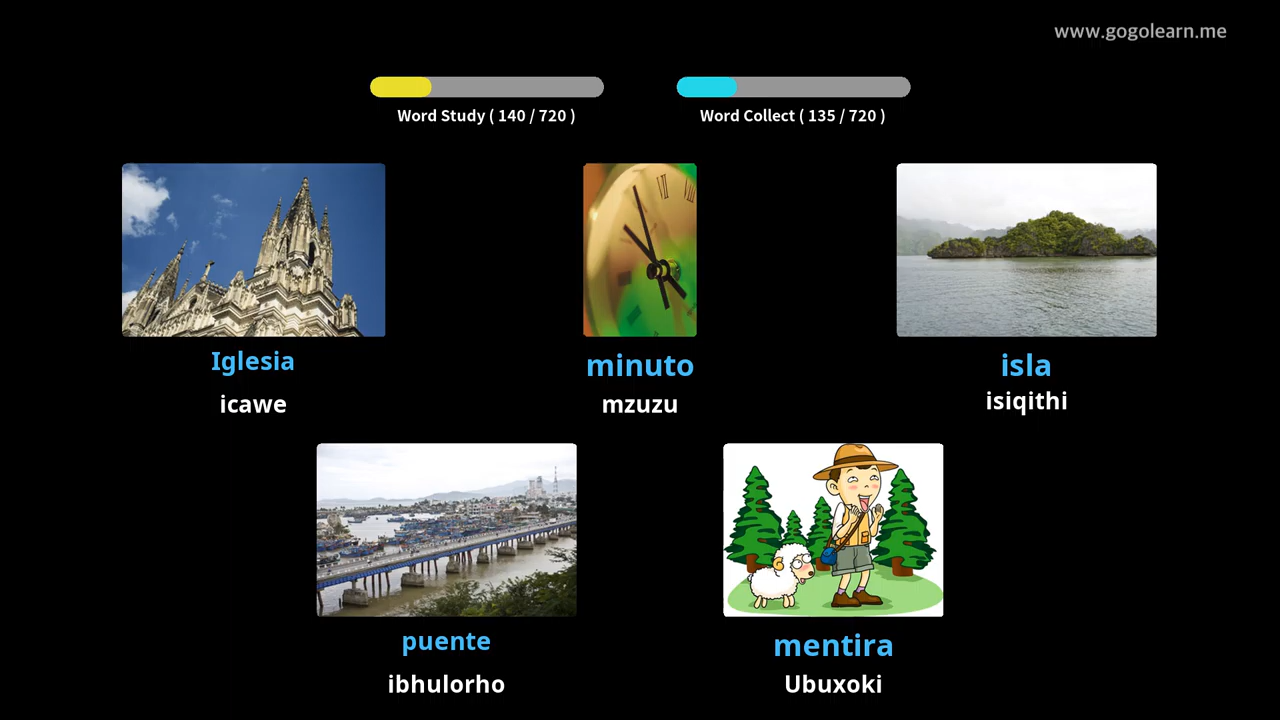 www.gogolearn.me
Word Study ( 140 / 720 )
Word Collect ( 135 / 720 )
Iglesia
icawe
minuto
mzuzu
isla
isiqithi
puente
ibhulorho
mentira
Ubuxoki